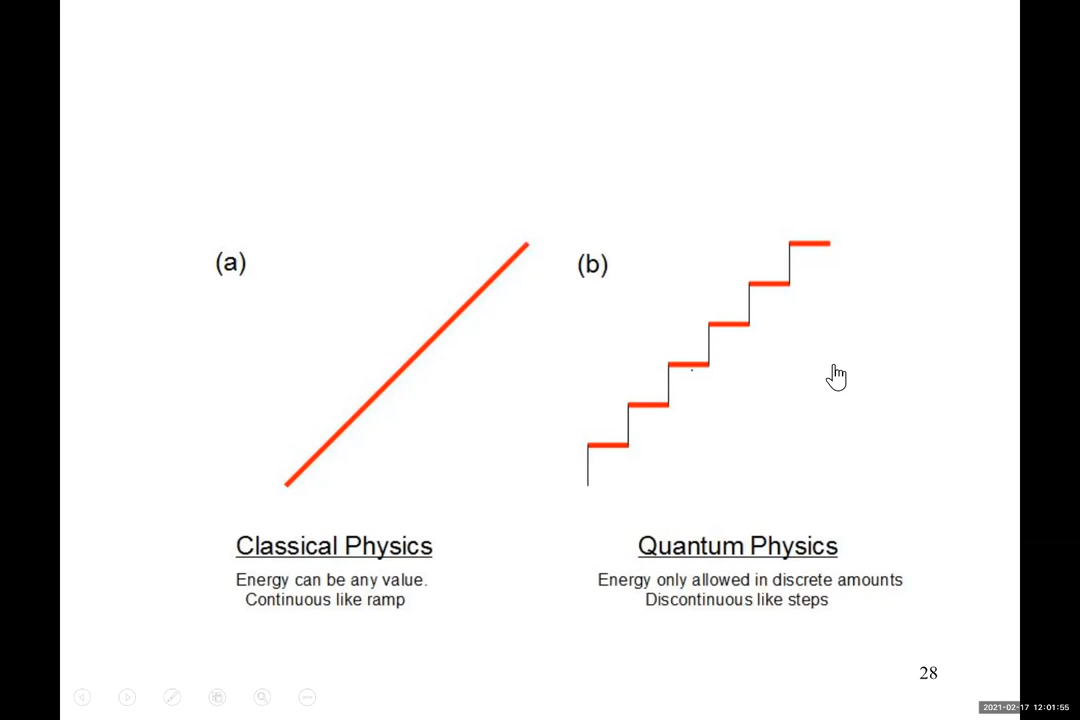 (a)
(b)
Classical Physics
Energy can be any value.
Continuous like ramp
Quantum Physics
Energy only allowed in discrete amounts
Discontinuous like steps
28
2021-02-17 12:01:55